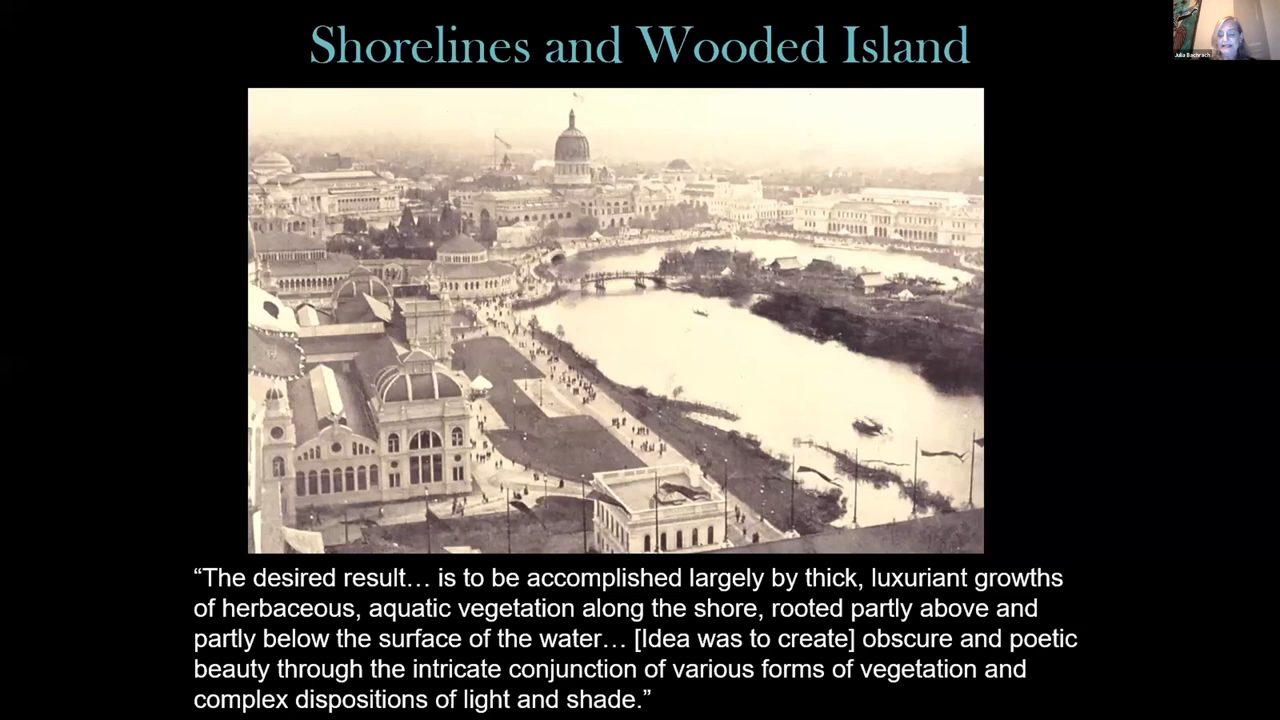 Shorelines and Wooded Island
Julia Bachrach
“The desired result… is to be accomplished largely by thick, luxuriant growths
of herbaceous, aquatic vegetation along the shore, rooted partly above and
partly below the surface of the water… [Idea was to create] obscure and poetic
beauty through the intricate conjunction of various forms of vegetation and
complex dispositions of light and shade.”